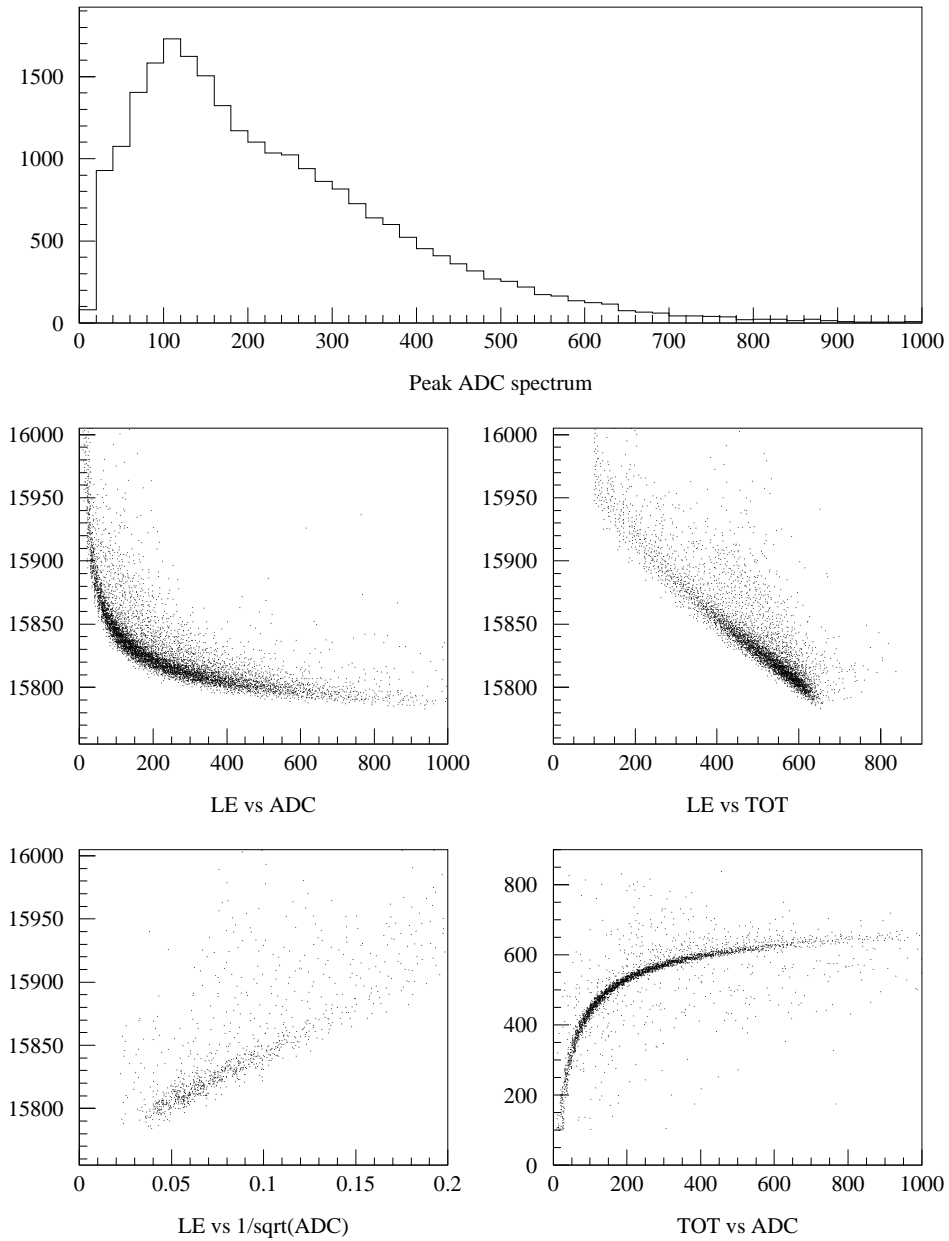 1500
1000
500
0
0 100 200 300 400 500 600 700 800 900 1000
Peak ADC spectrum
16000
15950
15900
15850
15800
0 200 400 600 800 1000
LE vs ADC
16000
15950
15900
15850
15800
0 200 400 600 800
LE vs TOT
16000
15950
15900
15850
15800
0 0.05 0.1 0.15 0.2
LE vs 1/sqrt(ADC)
800
600
400
200
0
0 200 400 600 800 1000
TOT vs ADC